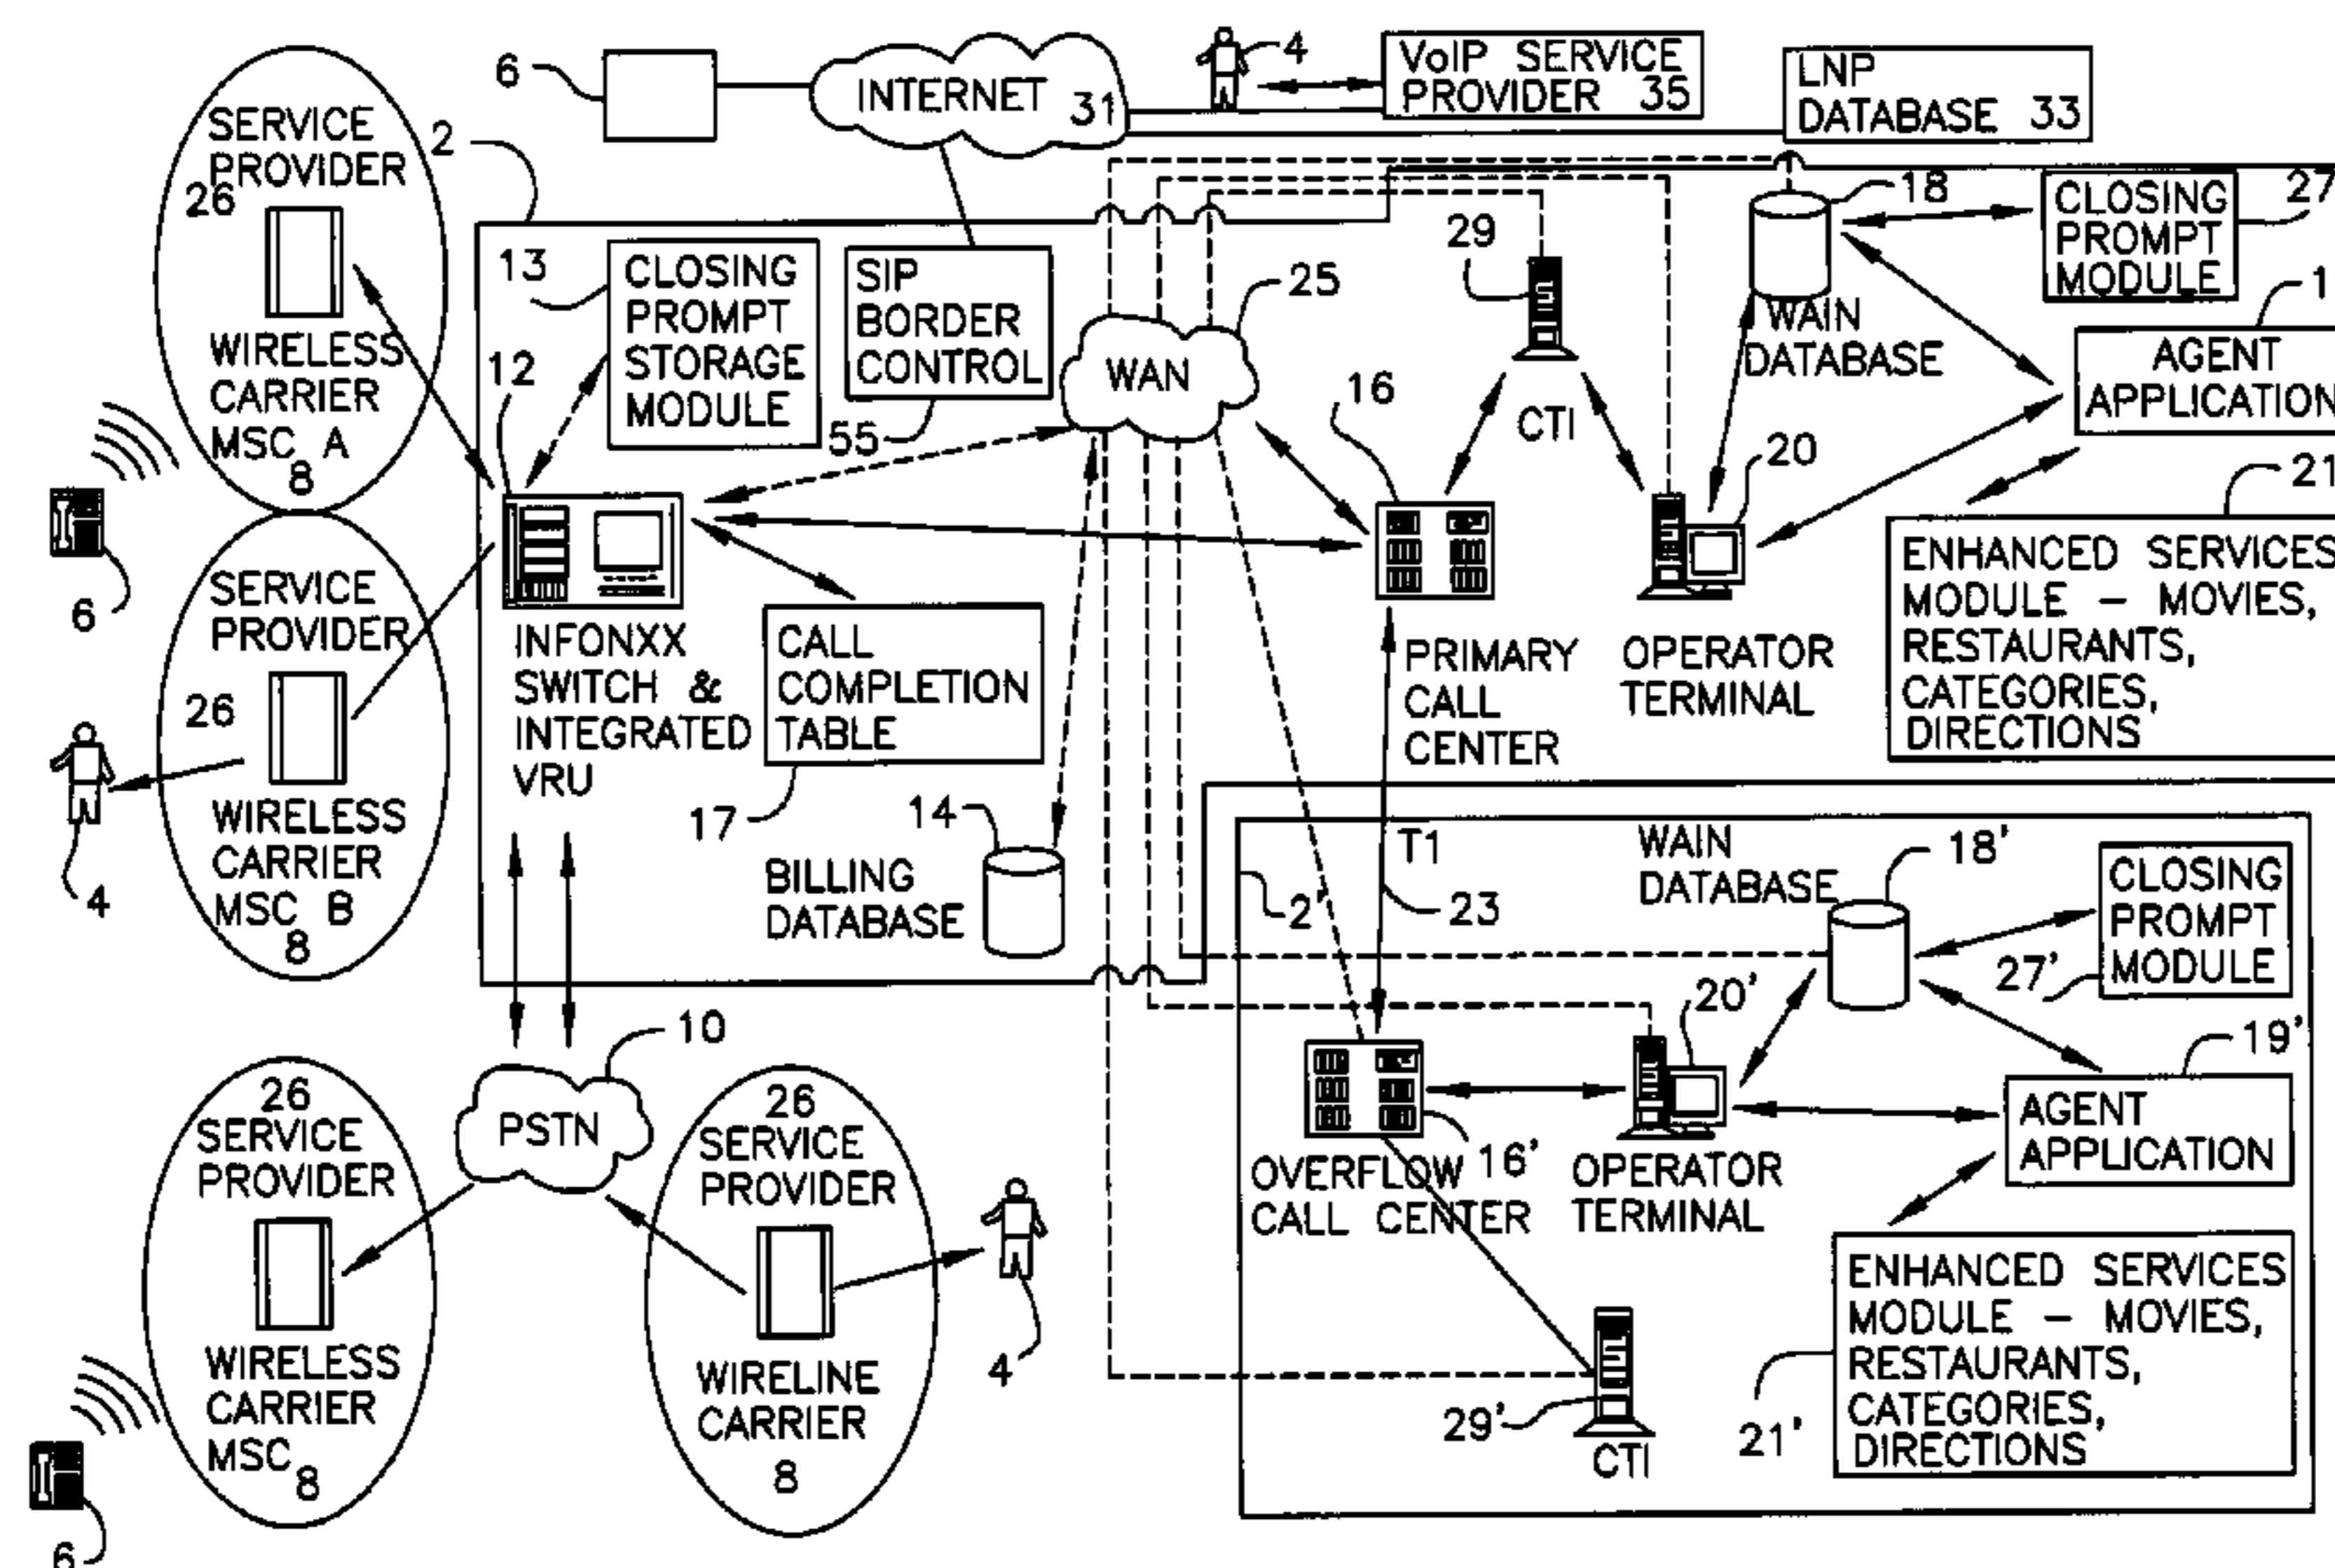 6
INTERNET 31
4
VoIP SERVICE
PROVIDER 35
LNP
DATABASE 33
SERVICE
PROVIDER
26
WIRELESS
CARRIER
MSC A
8
2
13
CLOSING
PROMPT
STORAGE
MODULE
SIP
BORDER
CONTROL
55
12
WAN
25
29
CTI
16
18
WAIN
DATABASE
CLOSING
PROMPT
MODULE
27
1
AGENT
APPLICATION
20
21
ENHANCED SERVICES
MODULE – MOVIES,
RESTAURANTS,
CATEGORIES,
DIRECTIONS
6
SERVICE
PROVIDER
26
WIRELESS
CARRIER
MSC B
8
4
INFONXX
SWITCH &
INTEGRATED
VRU
CALL
COMPLETION
TABLE
17
14
BILLING
DATABASE
PRIMARY
CALL
CENTER
OPERATOR
TERMINAL
T1
23
2'
WAIN
DATABASE
18'
CLOSING
PROMPT
MODULE
27'
20'
19'
AGENT
APPLICATION
16'
OVERFLOW
CALL CENTER
OPERATOR
TERMINAL
ENHANCED SERVICES
MODULE – MOVIES,
RESTAURANTS,
CATEGORIES,
DIRECTIONS
21'
29'
CTI
10
PSTN
26
SERVICE
PROVIDER
WIRELESS
CARRIER
MSC
8
6
26
SERVICE
PROVIDER
WIRELINE
CARRIER
8
4